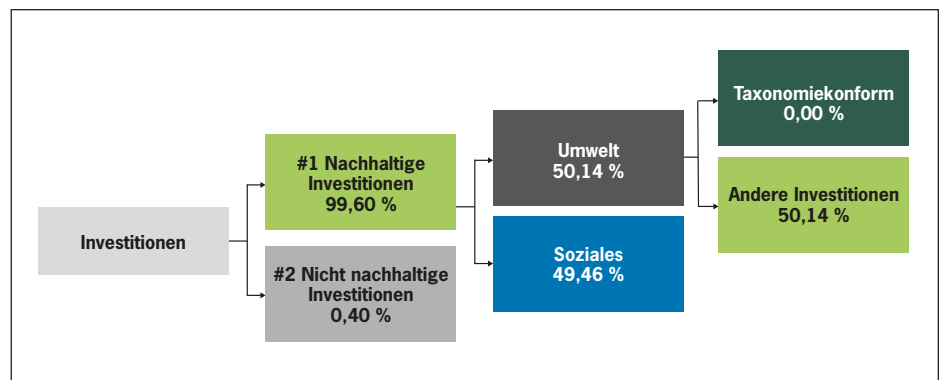 Investitionen
#1 Nachhaltige
Investitionen
99,60 %
#2 Nicht nachhaltige
Investitionen
0,40 %
Umwelt
50,14 %
Soziales
49,46 %
Taxonomiekonform
0,00 %
Andere Investitionen
50,14 %